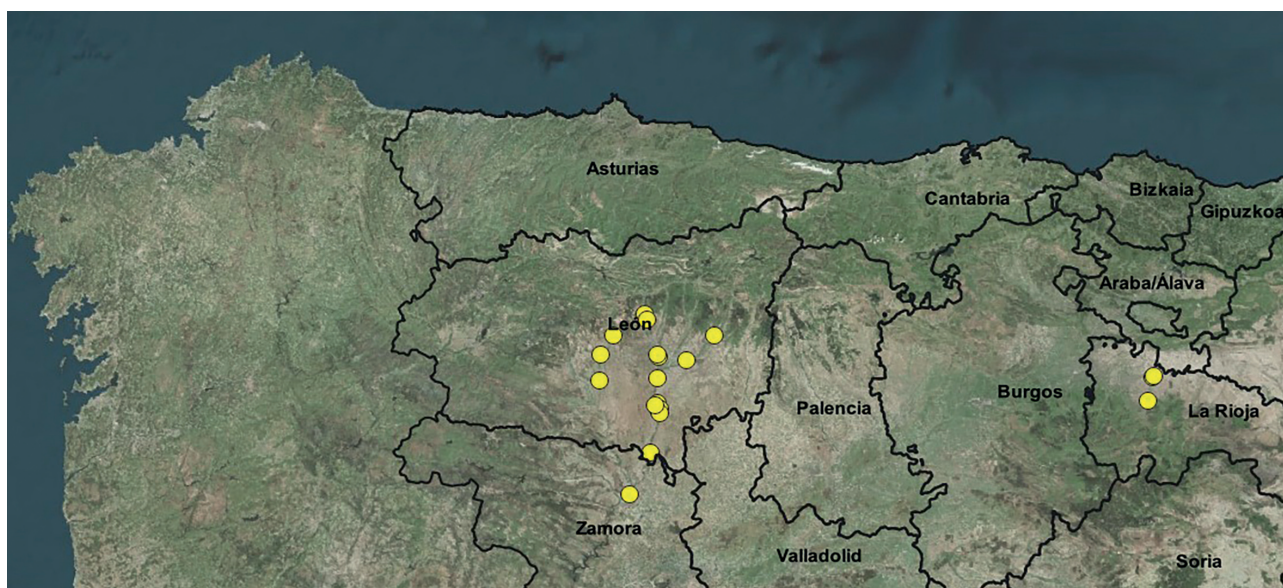 Asturias
Cantabria
Bizkaia
Gipuzkoa
Araba/Álava
León
Palencia
Burgos
La Rioja
Zamora
Valladolid
Soria